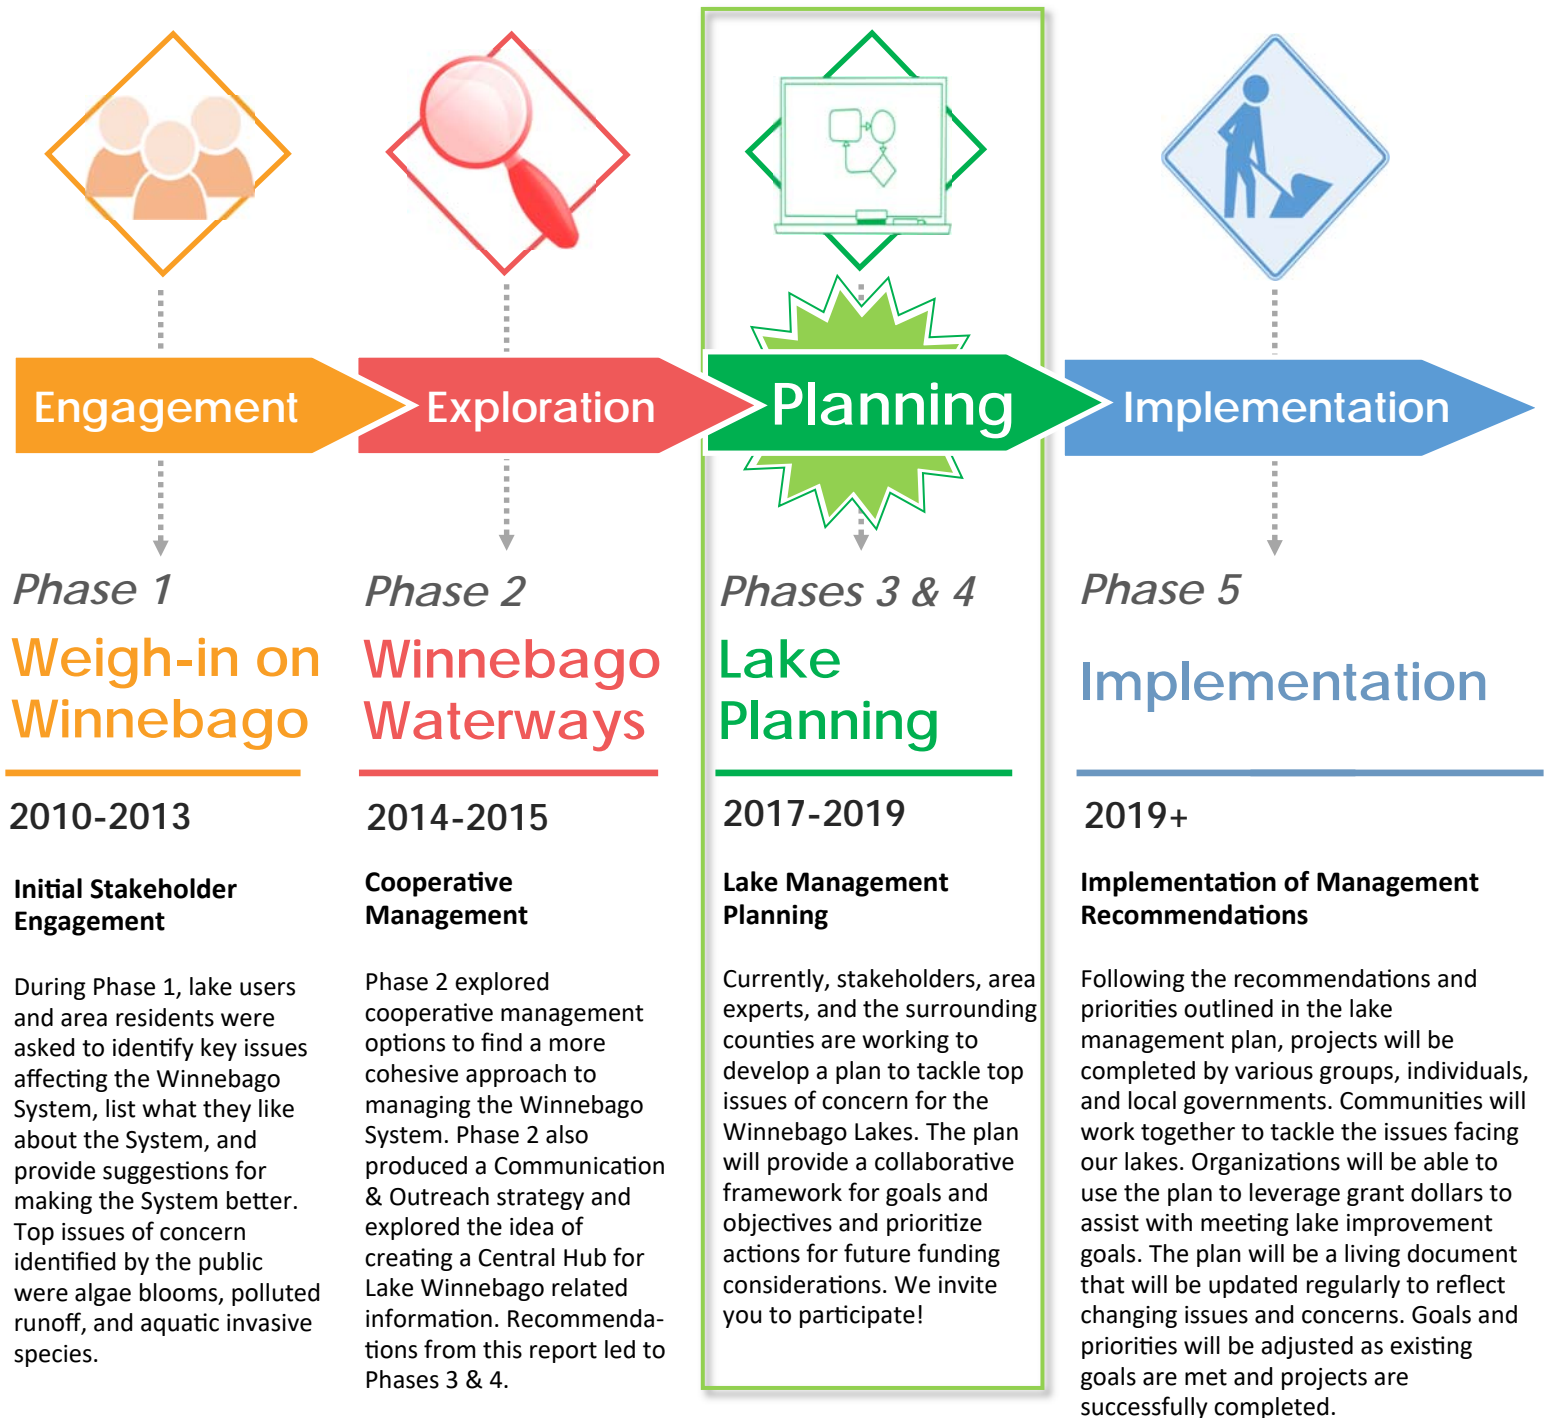 Engagement
Exploration
Planning
Implementation
Phase 1
Weigh-in on
Winnebago
2010-2013
Initial Stakeholder
Engagement
During Phase 1, lake users
and area residents were
asked to identify key issues
affecting the Winnebago
System, list what they like
about the System, and
provide suggestions for
making the System better.
Top issues of concern
identified by the public
were algae blooms, polluted
runoff, and aquatic invasive
species.
Phase 2
Winnebago
Waterways
2014-2015
Cooperative
Management
Phase 2 explored
cooperative management
options to find a more
cohesive approach to
managing the Winnebago
System. Phase 2 also
produced a Communication
& Outreach strategy and
explored the idea of
creating a Central Hub for
Lake Winnebago related
information. Recommenda-
tions from this report led to
Phases 3 & 4.
Phases 3 & 4
Lake
Planning
2017-2019
Lake Management
Planning
Currently, stakeholders, area
experts, and the surrounding
counties are working to
develop a plan to tackle top
issues of concern for the
Winnebago Lakes. The plan
will provide a collaborative
framework for goals and
objectives and prioritize
actions for future funding
considerations. We invite
you to participate!
Phase 5
Implementation
2019+
Implementation of Management
Recommendations
Following the recommendations and
priorities outlined in the lake
management plan, projects will be
completed by various groups, individuals,
and local governments. Communities will
work together to tackle the issues facing
our lakes. Organizations will be able to
use the plan to leverage grant dollars to
assist with meeting lake improvement
goals. The plan will be a living document
that will be updated regularly to reflect
changing issues and concerns. Goals and
priorities will be adjusted as existing
goals are met and projects are
successfully completed.